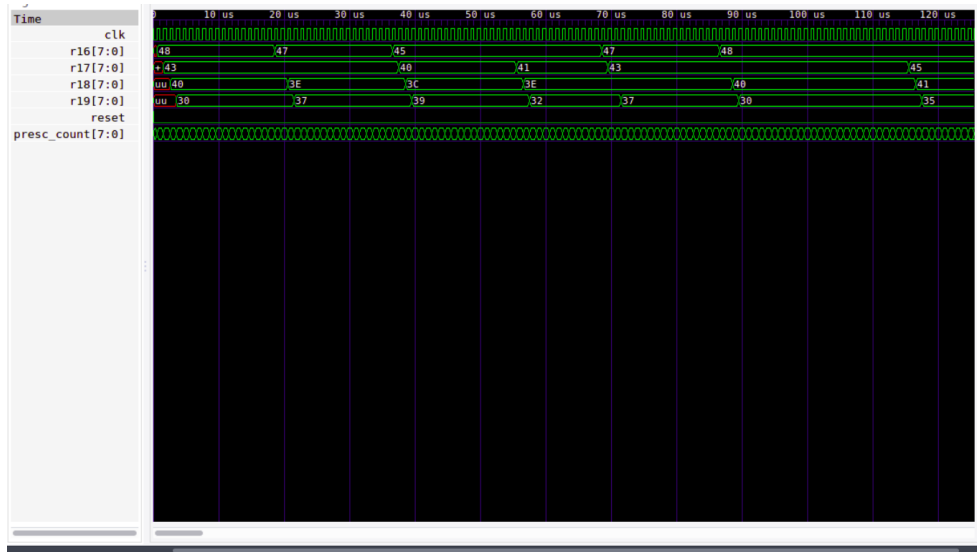 Time
0 10 us 20 us 30 us 40 us 50 us 60 us 70 us 80 us 90 us 100 us 110 us 120 us
clk
r16[7:0] 48 47 45 47 48
r17[7:0] + 43 40 41 43 45
r18[7:0] uu 40 3E 3C 3E 40 41
r19[7:0] uu 30 37 39 32 37 30 35
reset
presc_count[7:0]